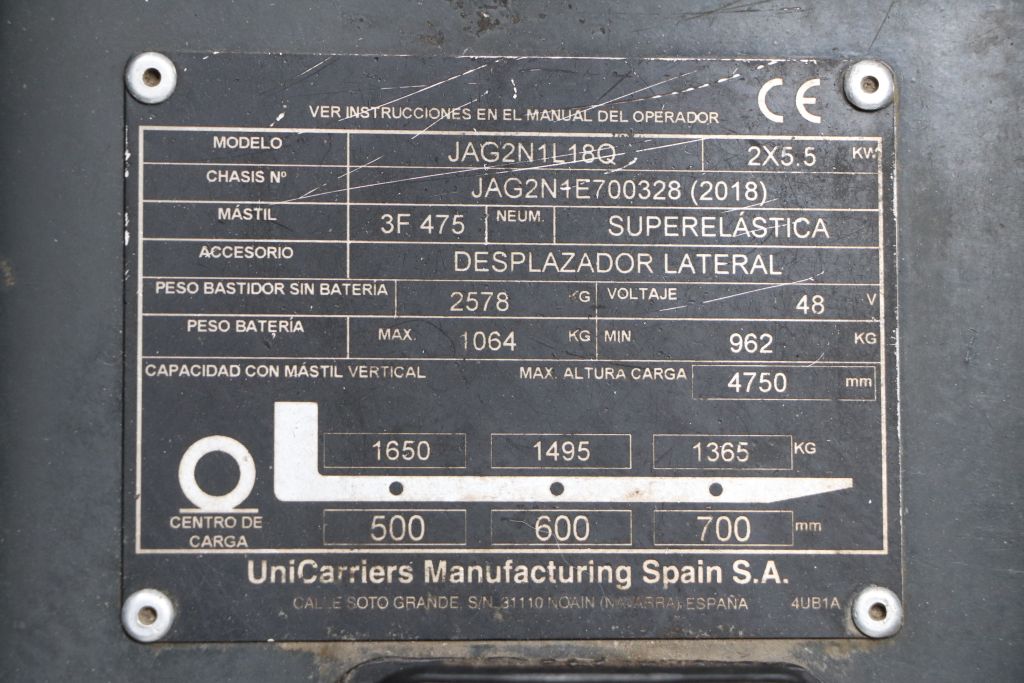 CE
VER INSTRUCCIONES EN EL MANUAL DEL OPERADOR
MODELO JAG2N1L18Q 2X5.5 KW
CHASIS Nº JAG2N1E700328 (2018)
MÁSTIL 3F 475 NEUM. SUPERELÁSTICA
ACCESORIO DESPLAZADOR LATERAL
PESO BASTIDOR SIN BATERÍA 2578 KG VOLTAJE 48 V
PESO BATERÍA MAX. 1064 KG MIN. 962 KG
CAPACIDAD CON MÁSTIL VERTICAL MAX. ALTURA CARGA 4750 mm
1650 1495 1365 KG
CENTRO DE CARGA 500 600 700 mm
UniCarriers Manufacturing Spain S.A.
CALLE SOTO GRANDE, S/N, 31110 NOAIN (NAVARRA), ESPAÑA 4UB1A